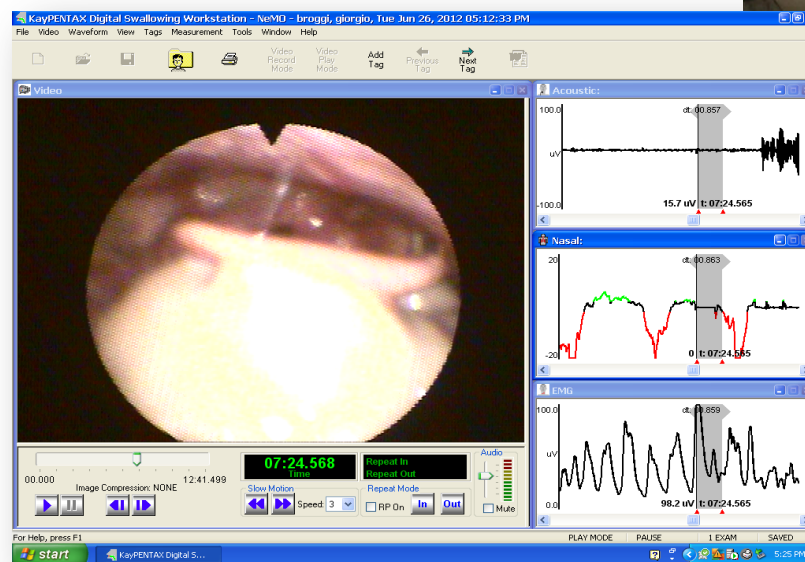 KayPENTAX Digital Swallowing Workstation - NeMO - broggi, giorgio, Tue Jun 26, 2012 05:12:33 PM
File Video Waveform View Tags Measurement Tools Window Help
Video Record Mode
Video Play Mode
Add Tag
Previous Tag
Next Tag
Video
00.000
12:41.499
Image Compression: NONE
07:24.568
Time
Slow Motion
Speed: 3
Repeat In
Repeat Out
Repeat Mode
RP On
In
Out
Audio
Mute
Acoustic:
100.0
dt: 00.857
uV
-100.0
15.7 uV t: 07:24.565
Nasal:
20
dt: 00.863
-20
0 t: 07:24.565
EMG
100.0
dt: 00.859
uV
0.0
98.2 uV t: 07:24.565
For Help, press F1
PLAY MODE PAUSE 1 EXAM SAVED
start
KayPENTAX Digital S...
5:25 PM